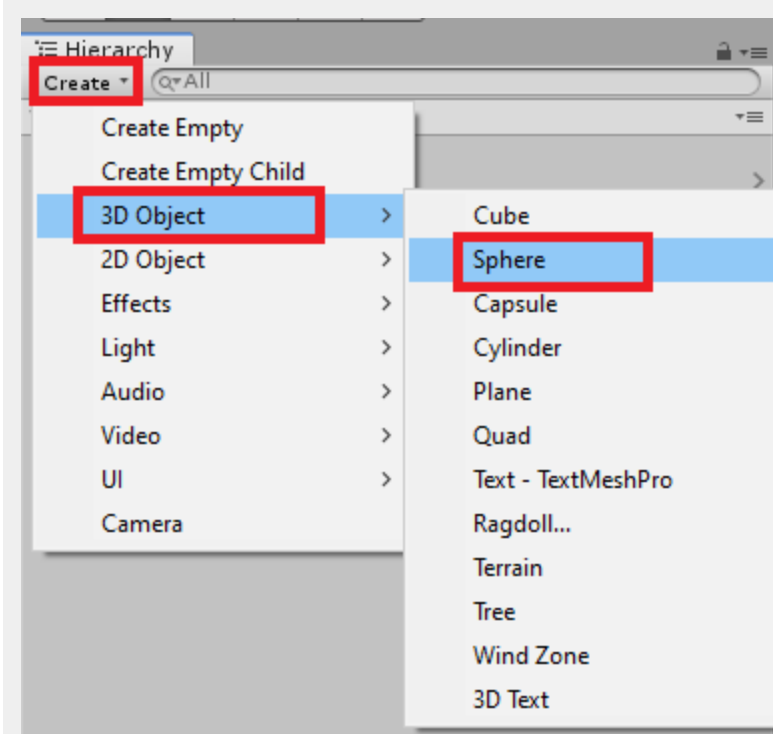 Hierarchy
Create All
Create Empty
Create Empty Child
3D Object
2D Object
Effects
Light
Audio
Video
UI
Camera
Cube
Sphere
Capsule
Cylinder
Plane
Quad
Text - TextMeshPro
Ragdoll...
Terrain
Tree
Wind Zone
3D Text